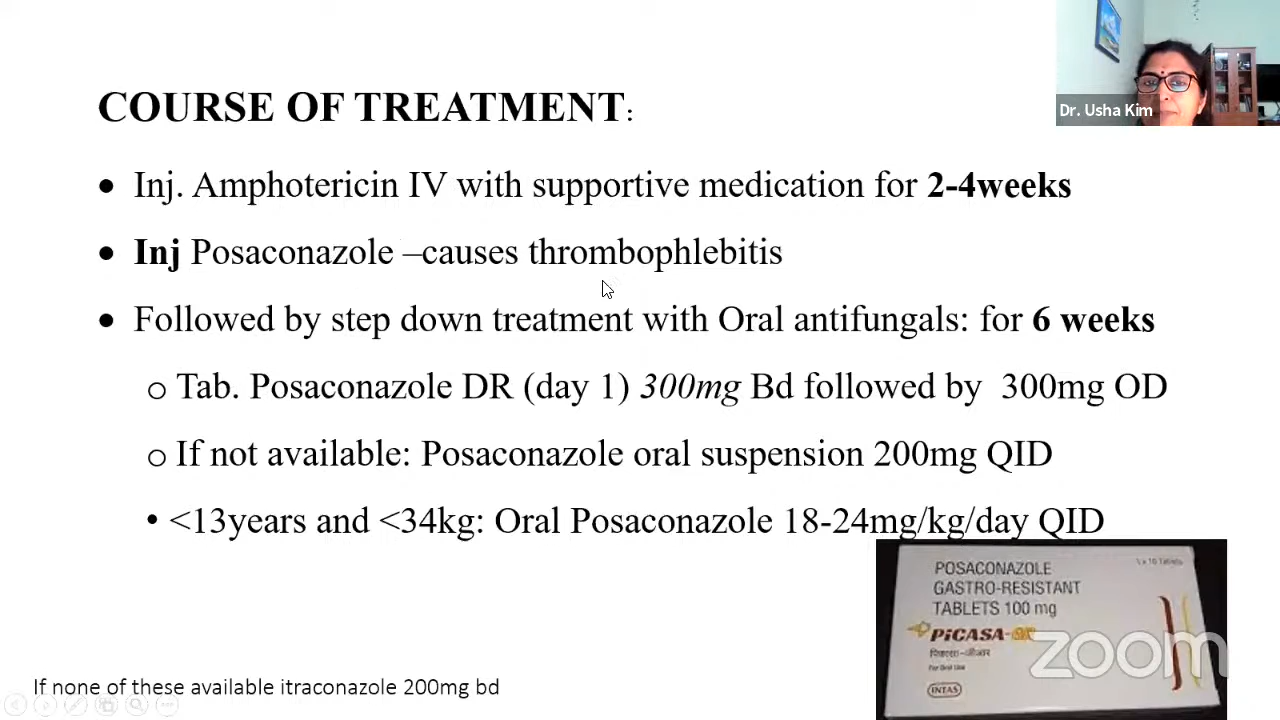 COURSE OF TREATMENT:
Dr. Usha Kim
• Inj. Amphotericin IV with supportive medication for 2-4weeks
• Inj Posaconazole –causes thrombophlebitis
• Followed by step down treatment with Oral antifungals: for 6 weeks
o Tab. Posaconazole DR (day 1) 300mg Bd followed by 300mg OD
o If not available: Posaconazole oral suspension 200mg QID
• <13years and <34kg: Oral Posaconazole 18-24mg/kg/day QID
POSACONAZOLE
GASTRO-RESISTANT
TABLETS 100 mg
PiCASA-GR
For Oral Use
INTAS
zoom
If none of these available itraconazole 200mg bd